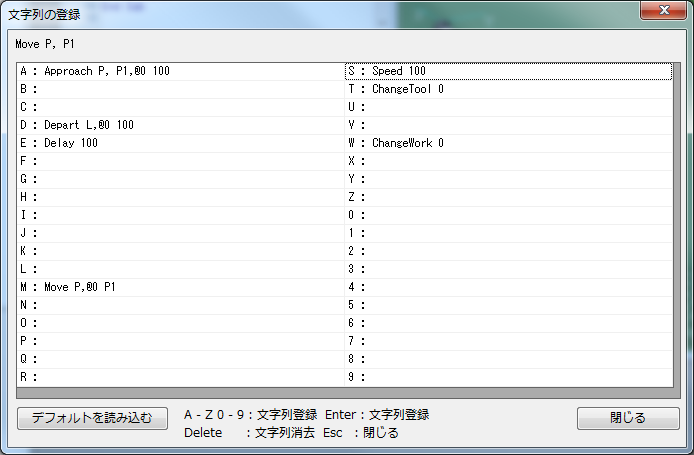 文字列の登録
Move P, P1
A : Approach P, P1,@0 100
B :
C :
D : Depart L,@0 100
E : Delay 100
F :
G :
H :
I :
J :
K :
L :
M : Move P,@0 P1
N :
O :
P :
Q :
R :
S : Speed 100
T : ChangeTool 0
U :
V :
W : ChangeWork 0
X :
Y :
Z :
0 :
1 :
2 :
3 :
4 :
5 :
6 :
7 :
8 :
9 :
デフォルトを読み込む
A - Z 0 - 9 : 文字列登録 Enter : 文字列登録
Delete : 文字列消去 Esc : 閉じる
閉じる